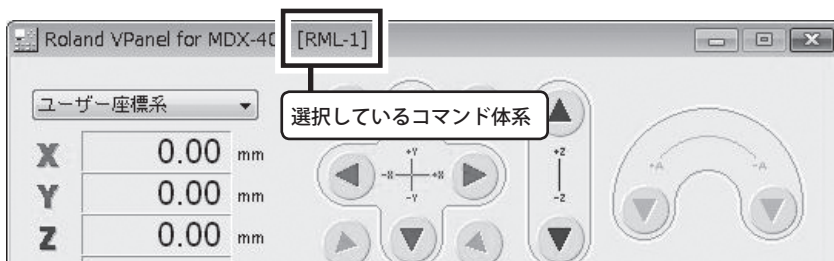 Roland VPanel for MDX-40 [RML-1]
ユーザー座標系
選択しているコマンド体系
X 0.00 mm
Y 0.00 mm
Z 0.00 mm
+Y
-X +X
-Y
+Z
-Z
+A -A